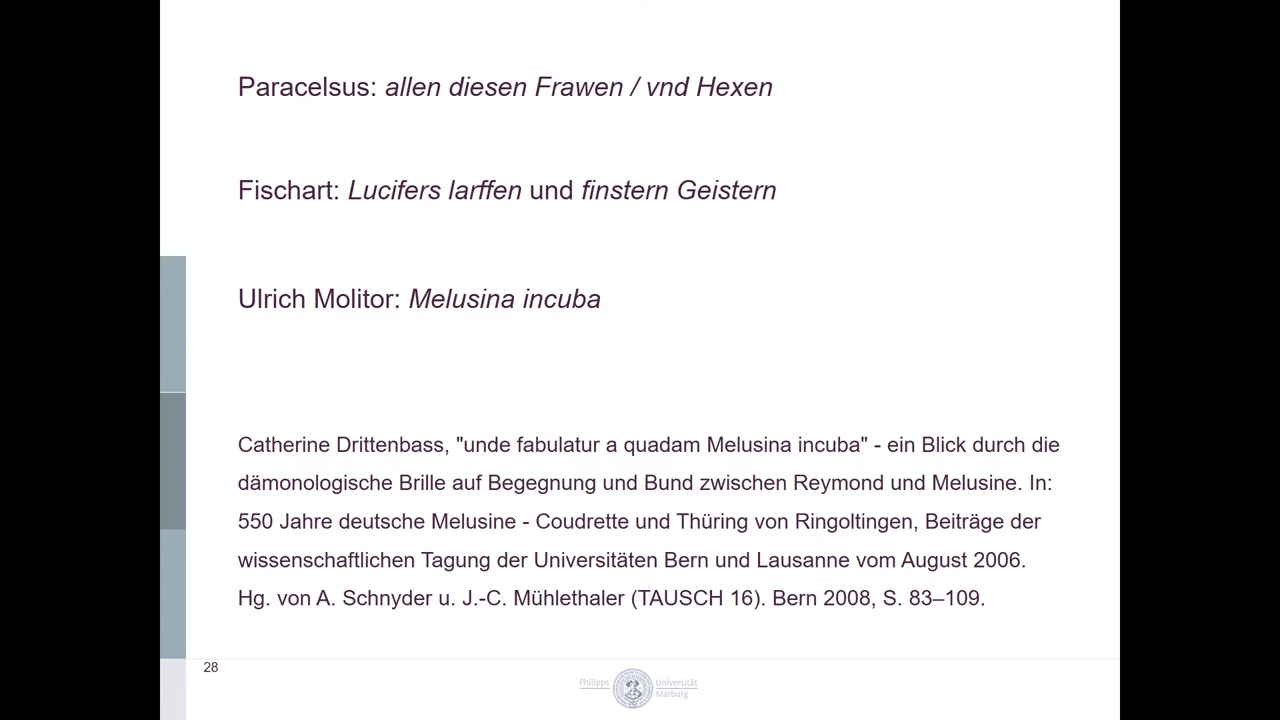 Paracelsus: allen diesen Frawen / vnd Hexen
Fischart: Lucifers larffen und finstern Geistern
Ulrich Molitor: Melusina incuba
Catherine Drittenbass, "unde fabulatur a quadam Melusina incuba" - ein Blick durch die
dämonologische Brille auf Begegnung und Bund zwischen Reymond und Melusine. In:
550 Jahre deutsche Melusine - Coudrette und Thüring von Ringoltingen, Beiträge der
wissenschaftlichen Tagung der Universitäten Bern und Lausanne vom August 2006.
Hg. von A. Schnyder u. J.-C. Mühlethaler (TAUSCH 16). Bern 2008, S. 83–109.
28
Philipps Universität
Marburg